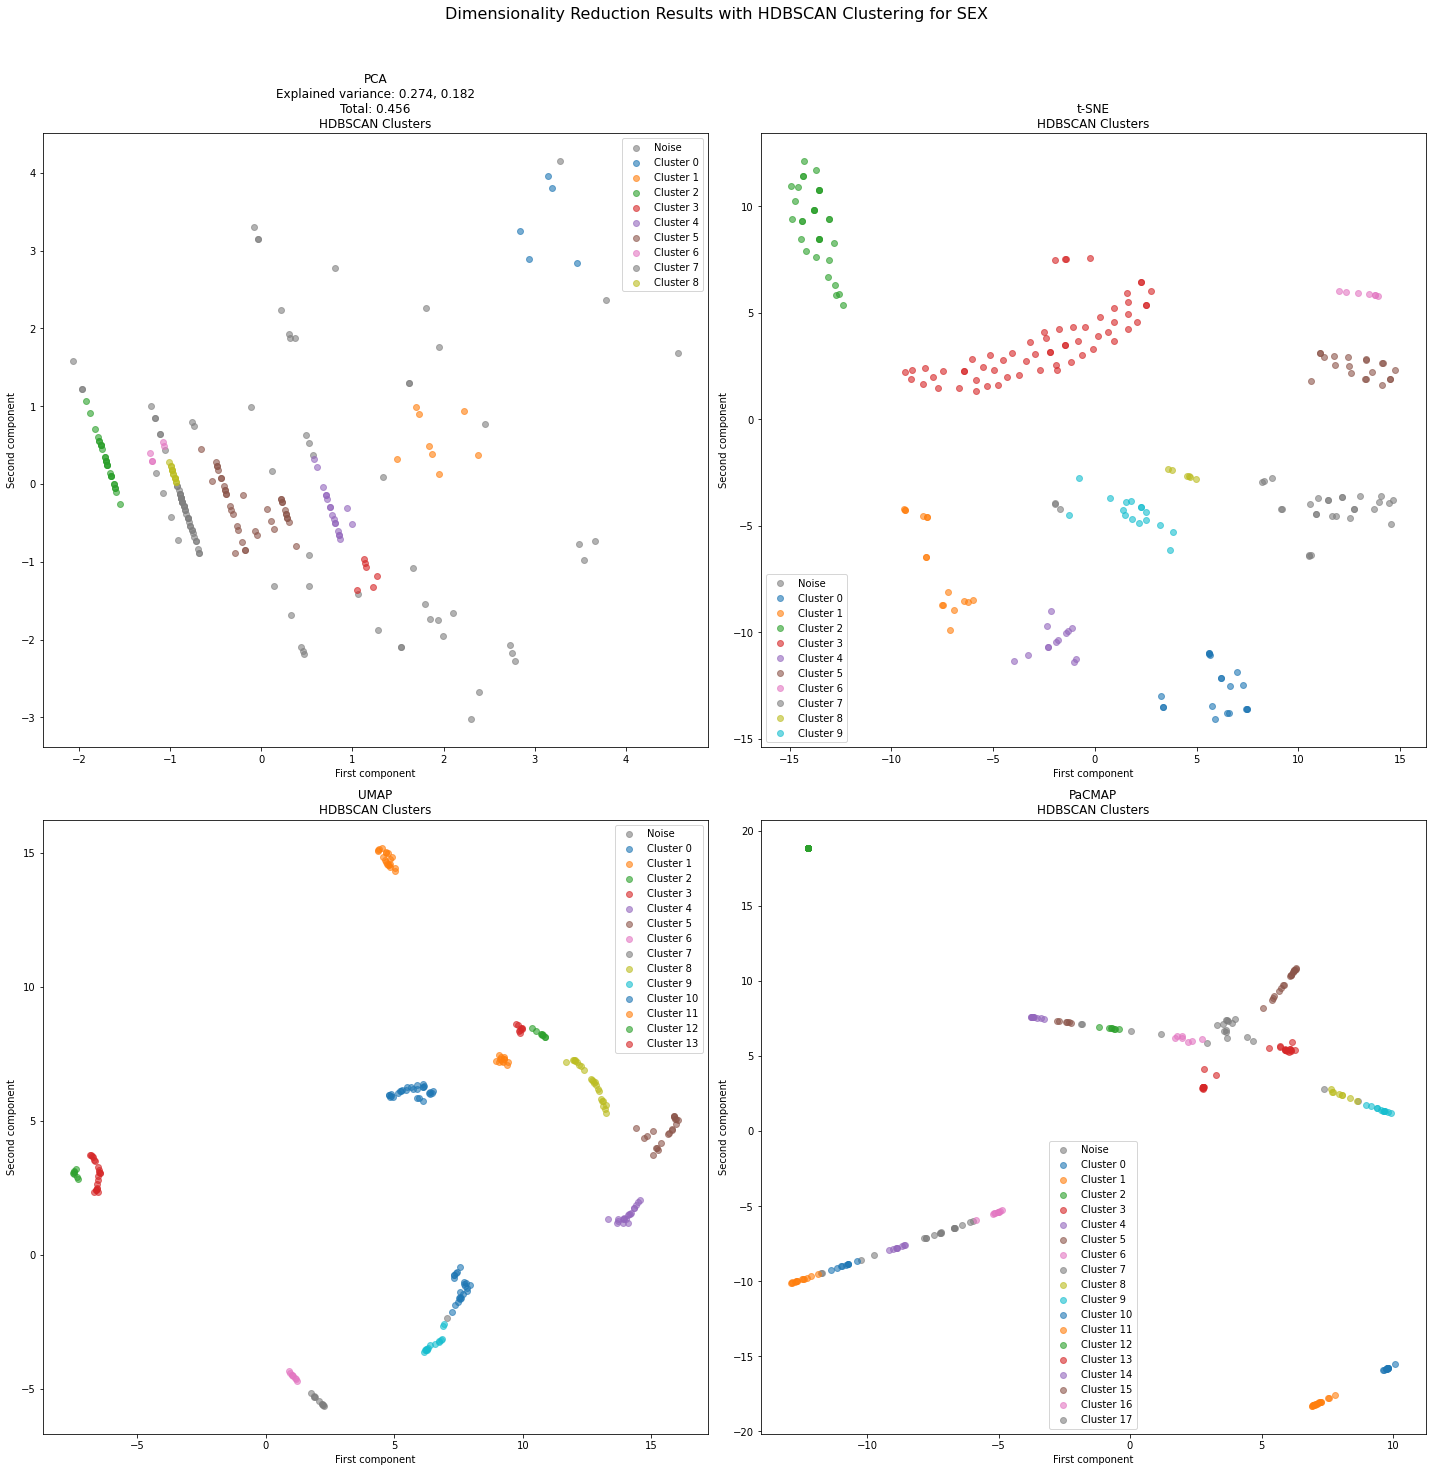 Dimensionality Reduction Results with HDBSCAN Clustering for SEX
PCA
Explained variance: 0.274, 0.182
Total: 0.456
HDBSCAN Clusters
Noise
Cluster 0
Cluster 1
Cluster 2
Cluster 3
Cluster 4
Cluster 5
Cluster 6
Cluster 7
Cluster 8
4
3
2
1
0
−1
−2
−3
Second component
−2
−1
0
1
2
3
4
First component
t-SNE
HDBSCAN Clusters
10
5
0
−5
−10
−15
Second component
Noise
Cluster 0
Cluster 1
Cluster 2
Cluster 3
Cluster 4
Cluster 5
Cluster 6
Cluster 7
Cluster 8
Cluster 9
−15
−10
−5
0
5
10
15
First component
UMAP
HDBSCAN Clusters
Noise
Cluster 0
Cluster 1
Cluster 2
Cluster 3
Cluster 4
Cluster 5
Cluster 6
Cluster 7
Cluster 8
Cluster 9
Cluster 10
Cluster 11
Cluster 12
Cluster 13
15
10
5
0
−5
Second component
−5
0
5
10
15
First component
PaCMAP
HDBSCAN Clusters
20
15
10
5
0
−5
−10
−15
−20
Second component
Noise
Cluster 0
Cluster 1
Cluster 2
Cluster 3
Cluster 4
Cluster 5
Cluster 6
Cluster 7
Cluster 8
Cluster 9
Cluster 10
Cluster 11
Cluster 12
Cluster 13
Cluster 14
Cluster 15
Cluster 16
Cluster 17
−10
−5
0
5
10
First component